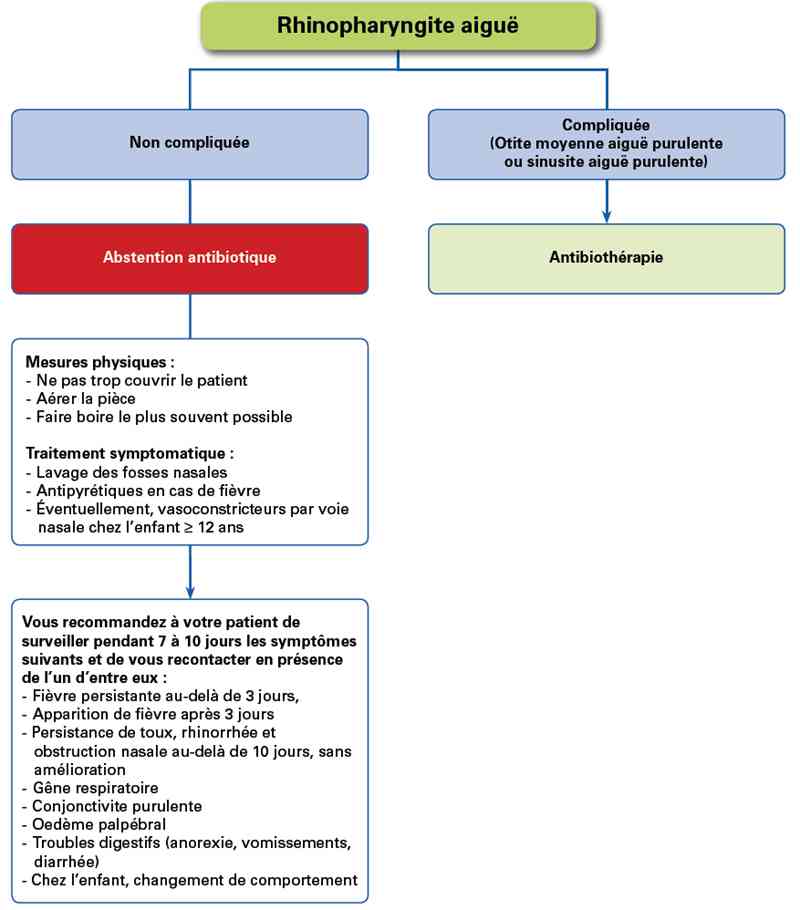 Rhinopharyngite aiguë
Non compliquée
Compliquée
(Otite moyenne aiguë purulente
ou sinusite aiguë purulente)
Abstention antibiotique
Antibiothérapie
Mesures physiques :
- Ne pas trop couvrir le patient
- Aérer la pièce
- Faire boire le plus souvent possible
Traitement symptomatique :
- Lavage des fosses nasales
- Antipyrétiques en cas de fièvre
- Éventuellement, vasoconstricteurs par voie
nasale chez l'enfant ≥ 12 ans
Vous recommandez à votre patient de
surveiller pendant 7 à 10 jours les symptômes
suivants et de vous recontacter en présence
de l'un d'entre eux :
- Fièvre persistante au-delà de 3 jours,
- Apparition de fièvre après 3 jours
- Persistance de toux, rhinorrhée et
obstruction nasale au-delà de 10 jours, sans
amélioration
- Gêne respiratoire
- Conjonctivite purulente
- Oedème palpébral
- Troubles digestifs (anorexie, vomissements,
diarrhée)
- Chez l'enfant, changement de comportement